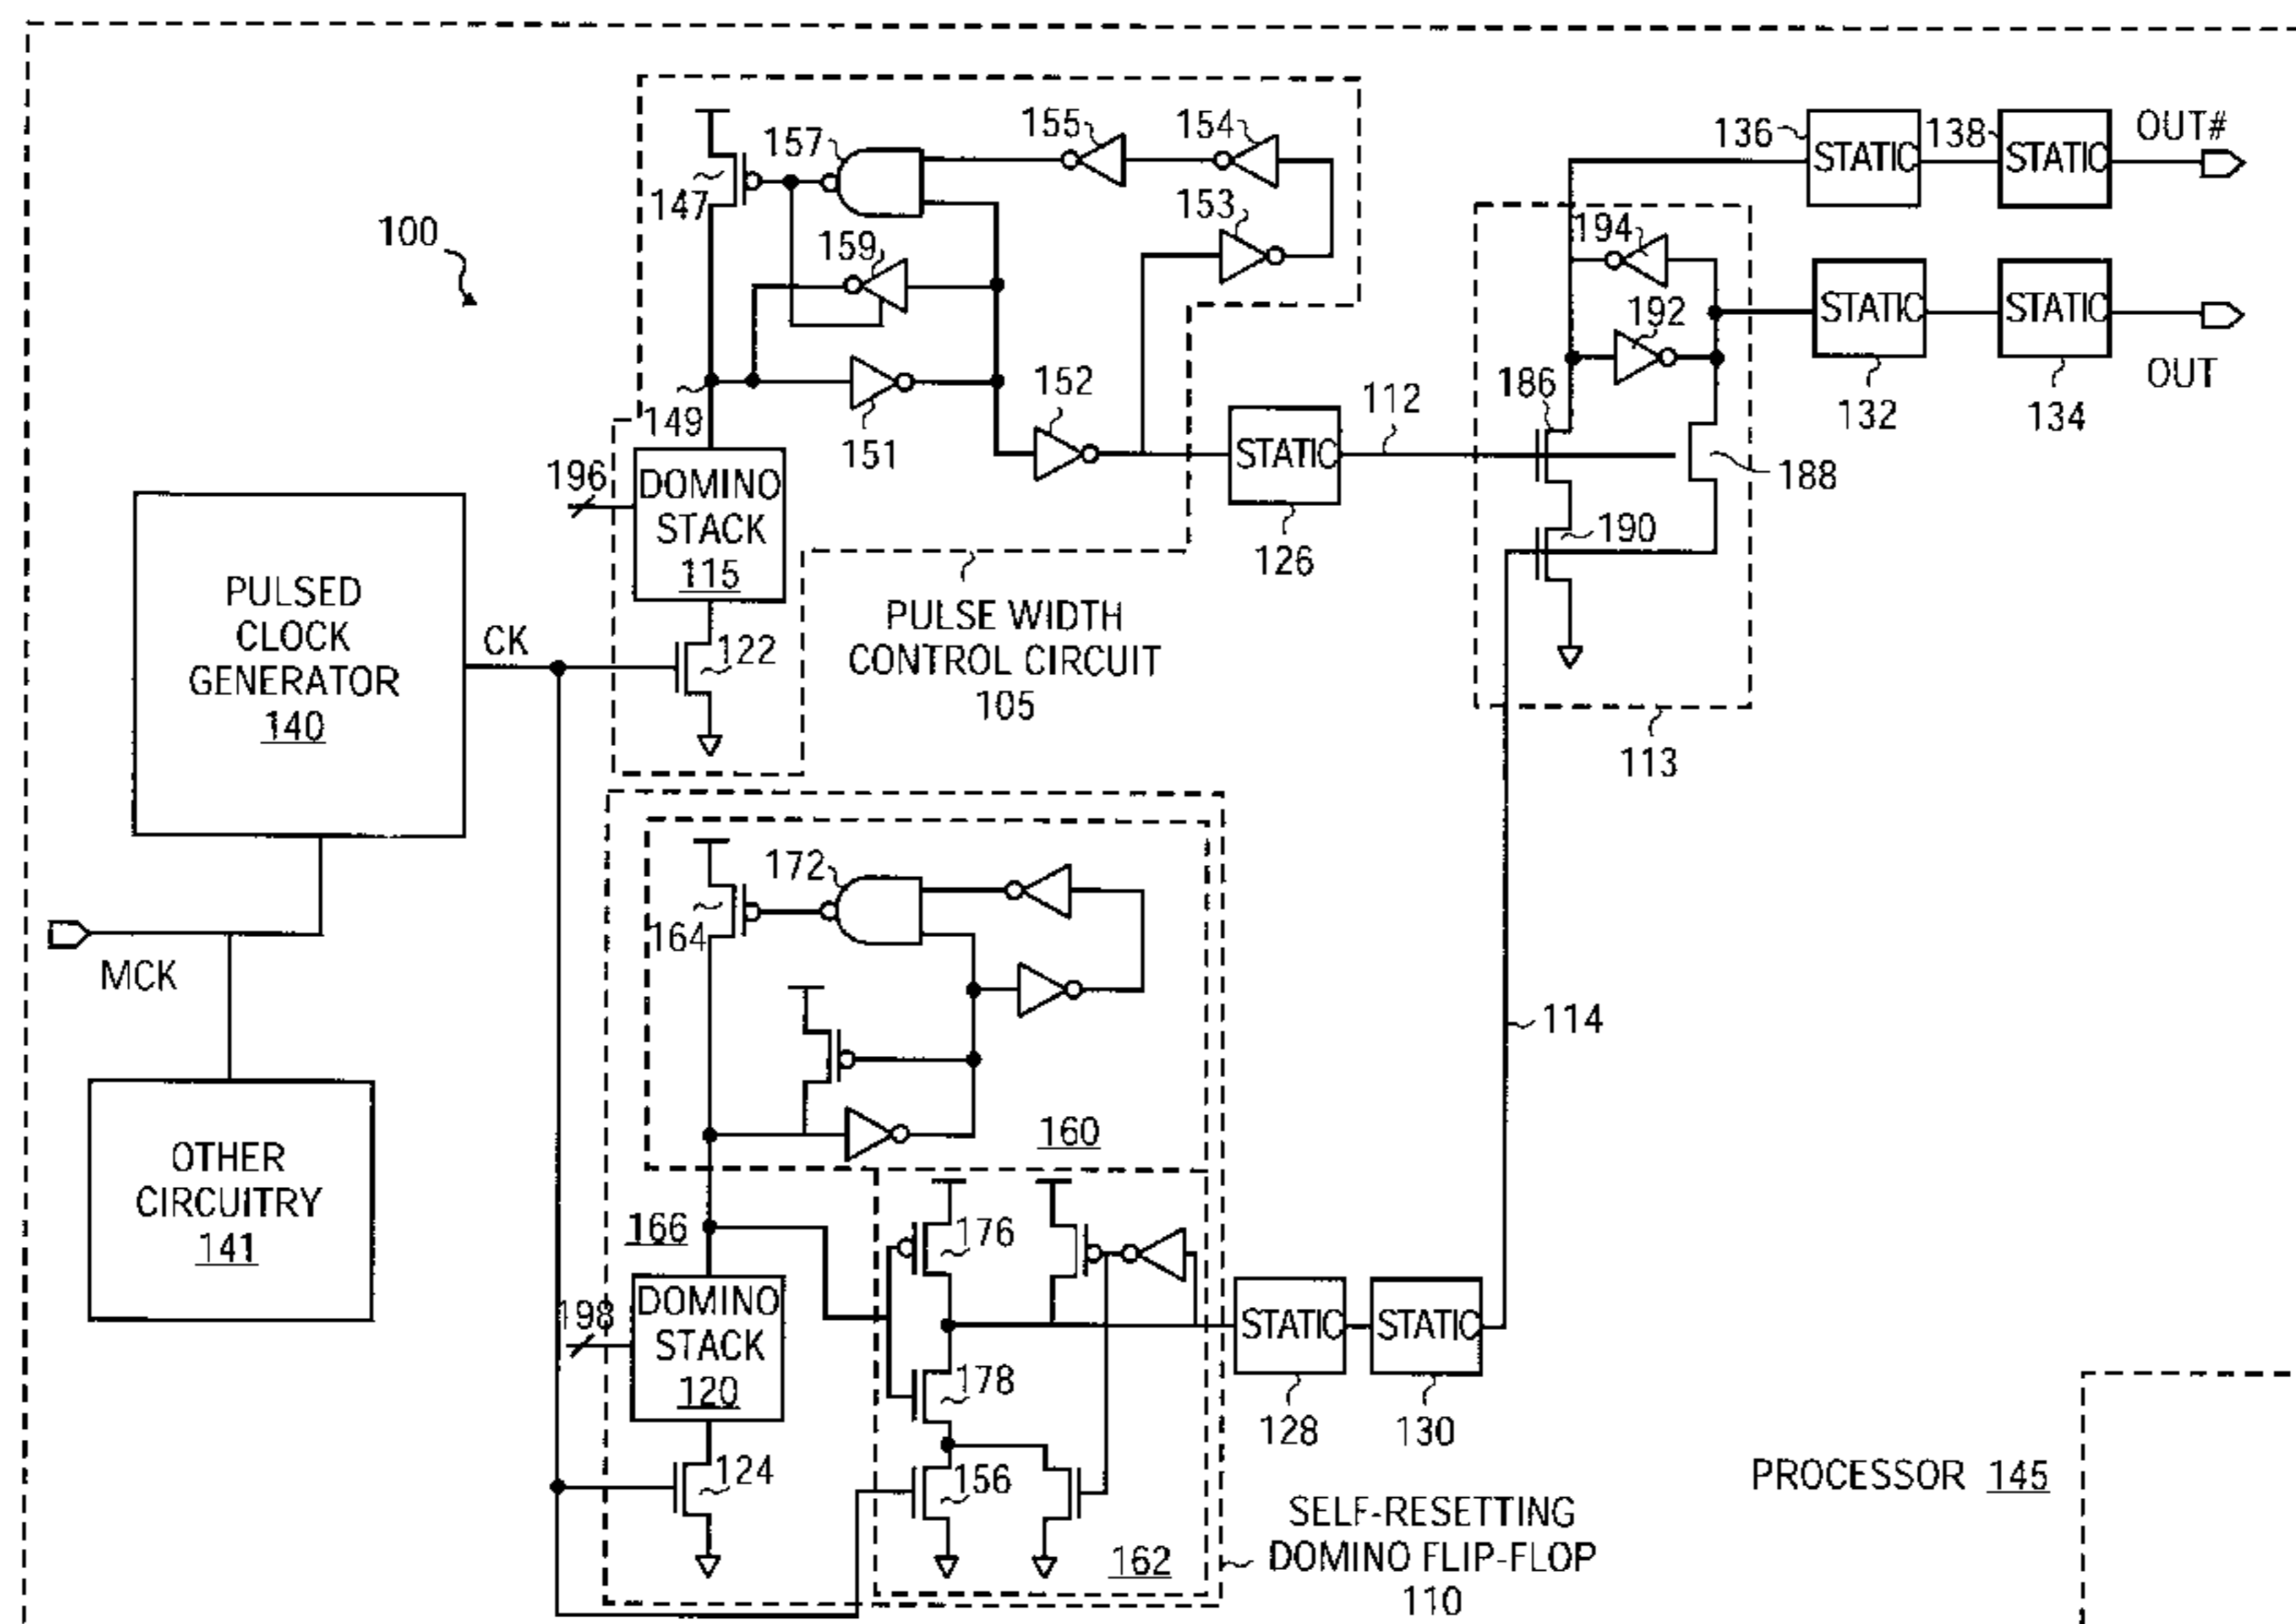 100
157
147
155
154
153
159
149
151
152
196
DOMINO
STACK
115
122
PULSED
CLOCK
GENERATOR
140
CK
PULSE WIDTH
CONTROL CIRCUIT
105
STATIC
126
112
136
STATIC
138
STATIC
OUT#
194
192
186
188
190
113
STATIC
132
STATIC
134
OUT
MCK
OTHER
CIRCUITRY
141
172
164
160
166
198
DOMINO
STACK
120
124
176
178
156
162
STATIC
128
STATIC
130
114
SELF-RESETTING
DOMINO FLIP-FLOP
110
PROCESSOR 145